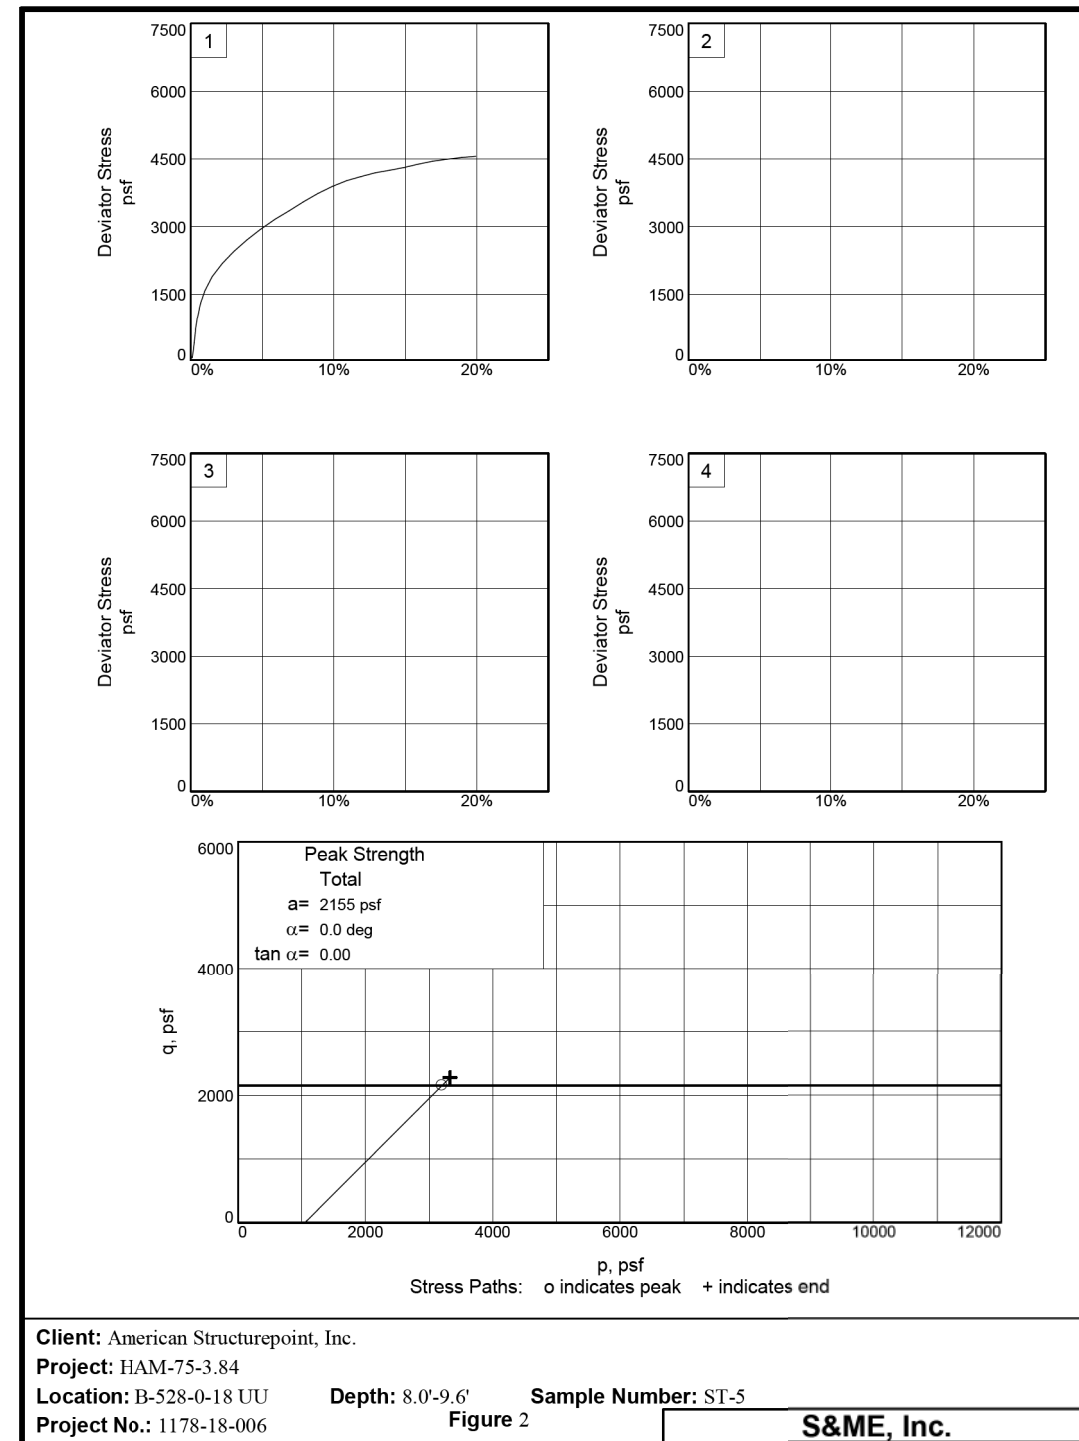 7500
1
6000
4500
3000
1500
0
0%
10%
20%
Deviator Stress
psf
7500
2
6000
4500
3000
1500
0
0%
10%
20%
Deviator Stress
psf
7500
3
6000
4500
3000
1500
0
0%
10%
20%
Deviator Stress
psf
7500
4
6000
4500
3000
1500
0
0%
10%
20%
Deviator Stress
psf
6000
4000
2000
0
q, psf
Peak Strength
Total
a= 2155 psf
α= 0.0 deg
tan α= 0.00
0 2000 4000 6000 8000 10000 12000
p, psf
Stress Paths: o indicates peak + indicates end
Client: American Structurepoint, Inc.
Project: HAM-75-3.84
Location: B-528-0-18 UU Depth: 8.0'-9.6' Sample Number: ST-5
Project No.: 1178-18-006 Figure 2 S&ME, Inc.